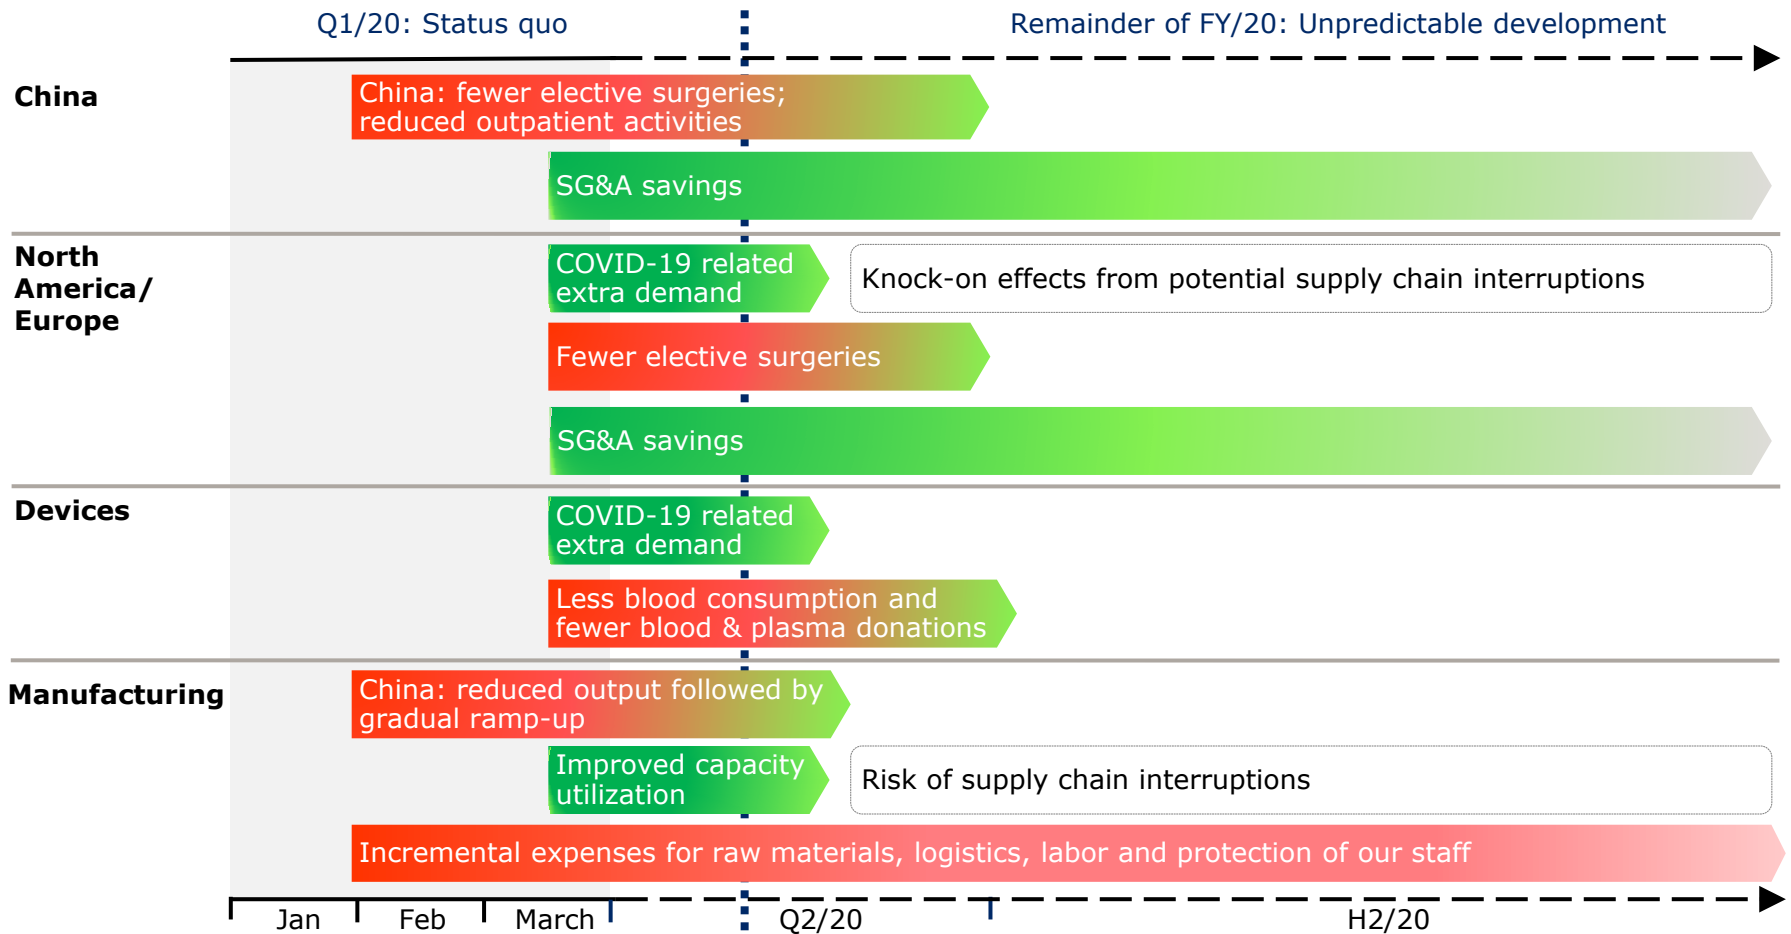 Q1/20: Status quo
Remainder of FY/20: Unpredictable development
China
China: fewer elective surgeries;
reduced outpatient activities
SG&A savings
North
America/
Europe
COVID-19 related
extra demand
Knock-on effects from potential supply chain interruptions
Fewer elective surgeries
SG&A savings
Devices
COVID-19 related
extra demand
Less blood consumption and
fewer blood & plasma donations
Manufacturing
China: reduced output followed by
gradual ramp-up
Improved capacity
utilization
Risk of supply chain interruptions
Incremental expenses for raw materials, logistics, labor and protection of our staff
Jan
Feb
March
Q2/20
H2/20